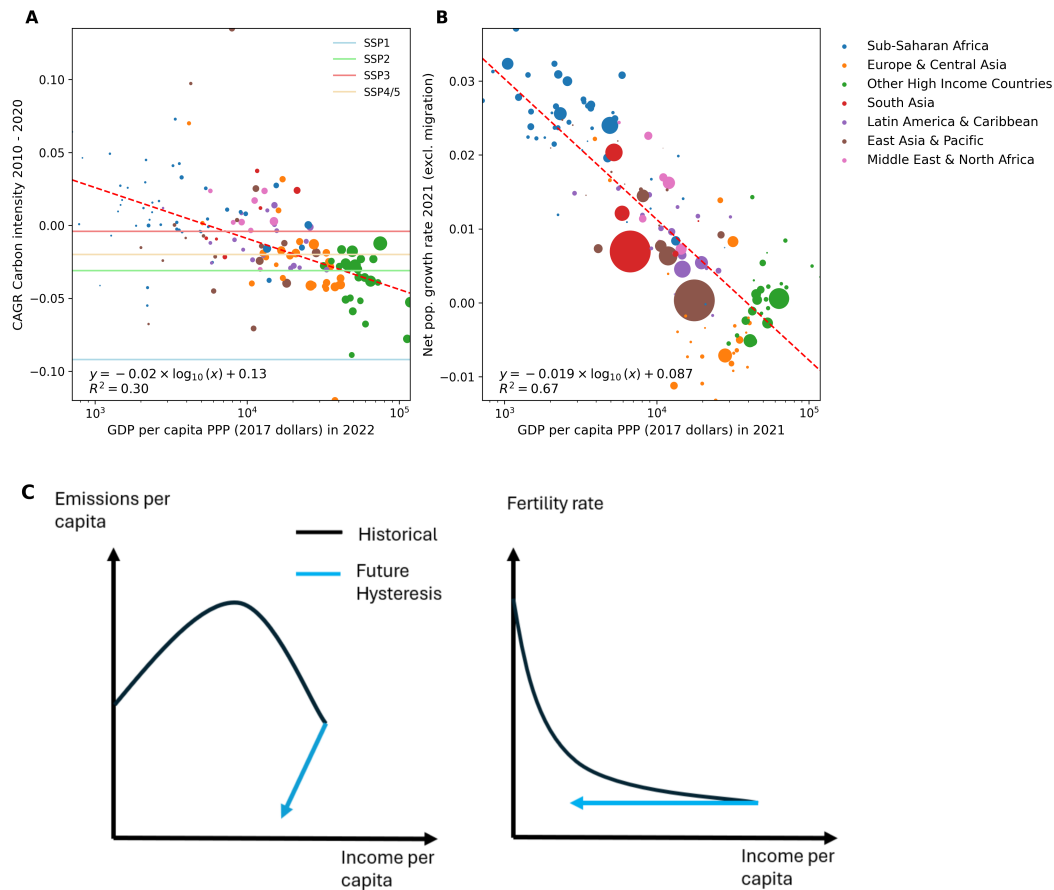 A
CAGR Carbon intensity 2010 - 2020
0.10
0.05
0.00
−0.05
−0.10
SSP1
SSP2
SSP3
SSP4/5
y = −0.02 × log₁₀(x) + 0.13
R² = 0.30
10³
10⁴
10⁵
GDP per capita PPP (2017 dollars) in 2022
B
Net pop. growth rate 2021 (excl. migration)
0.03
0.02
0.01
0.00
−0.01
y = −0.019 × log₁₀(x) + 0.087
R² = 0.67
10³
10⁴
10⁵
GDP per capita PPP (2017 dollars) in 2021
Sub-Saharan Africa
Europe & Central Asia
Other High Income Countries
South Asia
Latin America & Caribbean
East Asia & Pacific
Middle East & North Africa
C
Emissions per
capita
Historical
Future
Hysteresis
Income per
capita
Fertility rate
Income per
capita